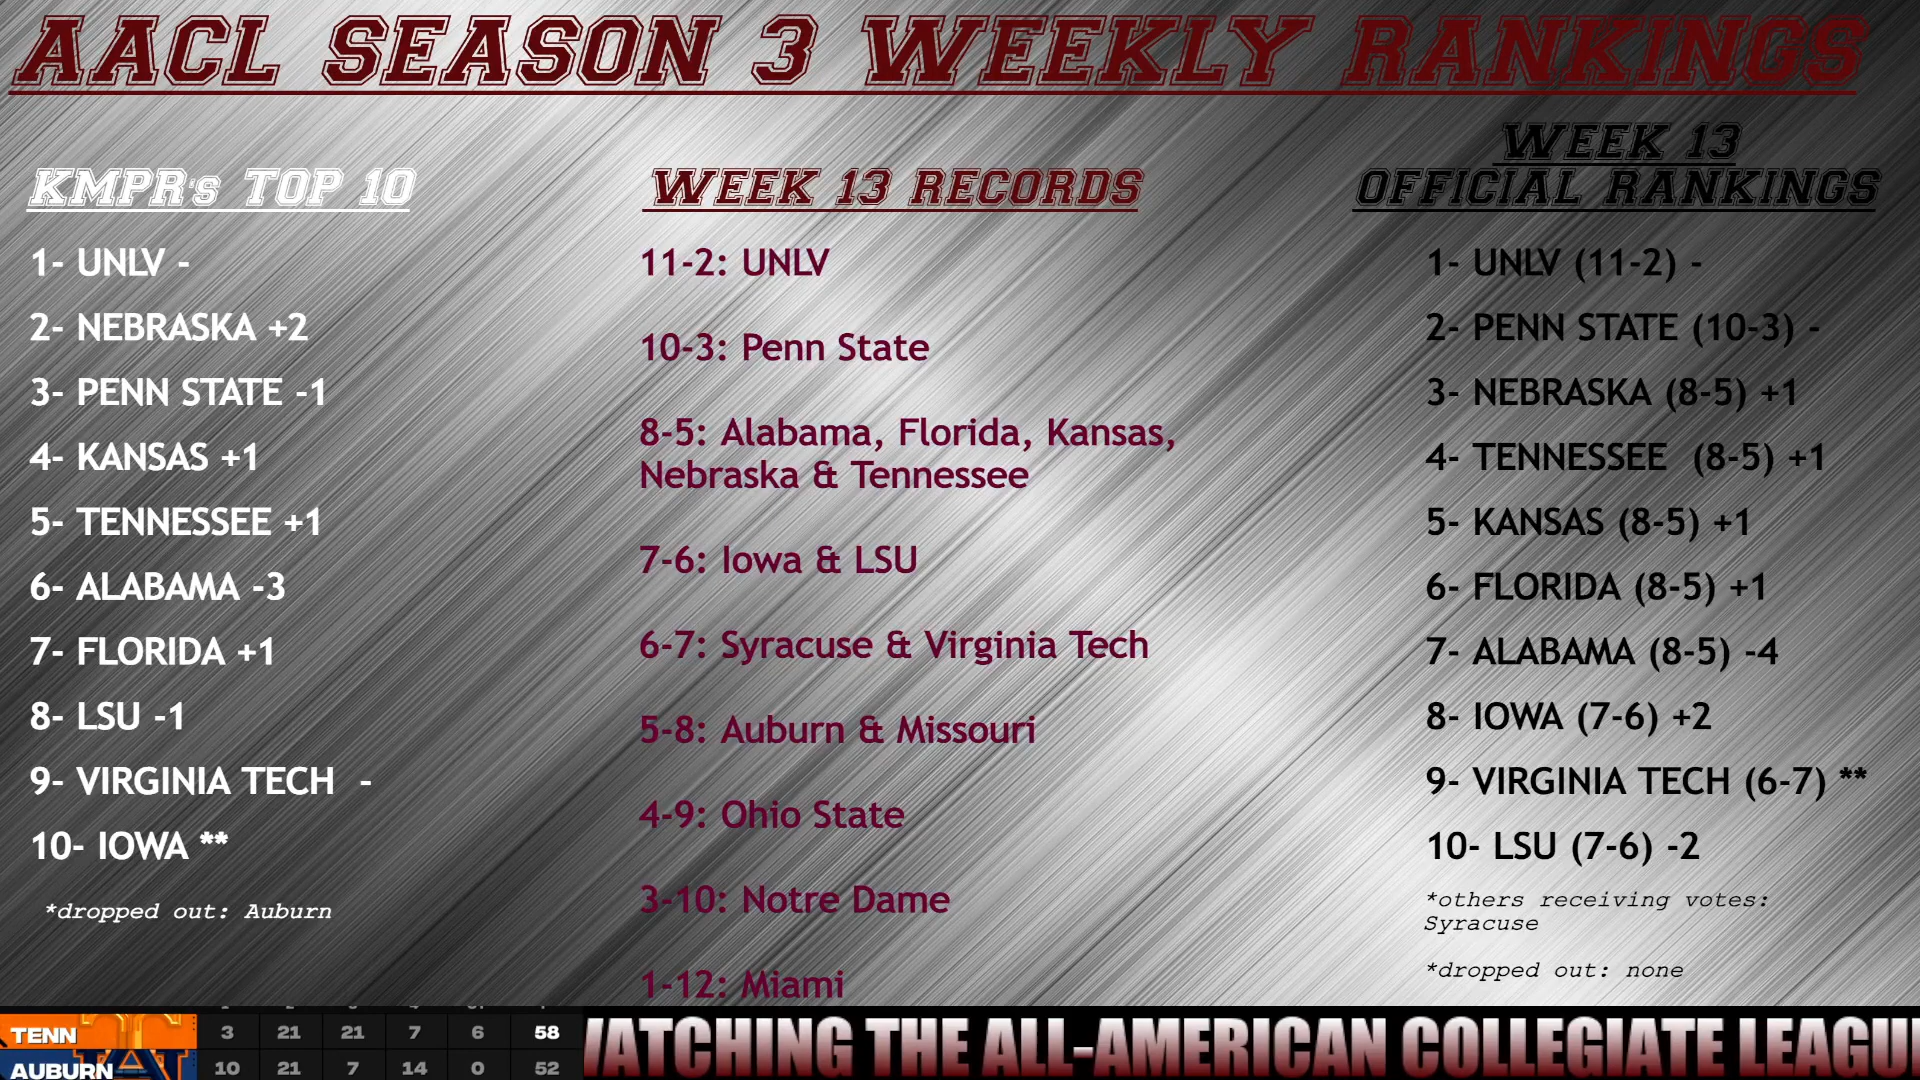 AACL SEASON 3 WEEKLY RANKINGS
KMPR's TOP 10
1- UNLV -
2- NEBRASKA +2
3- PENN STATE -1
4- KANSAS +1
5- TENNESSEE +1
6- ALABAMA -3
7- FLORIDA +1
8- LSU -1
9- VIRGINIA TECH  -
10- IOWA **
*dropped out: Auburn
WEEK 13 RECORDS
11-2: UNLV
10-3: Penn State
8-5: Alabama, Florida, Kansas,
Nebraska & Tennessee
7-6: Iowa & LSU
6-7: Syracuse & Virginia Tech
5-8: Auburn & Missouri
4-9: Ohio State
3-10: Notre Dame
1-12: Miami
WEEK 13
OFFICIAL RANKINGS
1- UNLV (11-2) -
2- PENN STATE (10-3) -
3- NEBRASKA (8-5) +1
4- TENNESSEE  (8-5) +1
5- KANSAS (8-5) +1
6- FLORIDA (8-5) +1
7- ALABAMA (8-5) -4
8- IOWA (7-6) +2
9- VIRGINIA TECH (6-7) **
10- LSU (7-6) -2
*others receiving votes:
Syracuse
*dropped out: none
TENN 3 21 21 7 6 58
AUBURN 10 21 7 14 0 52
ATCHING THE ALL-AMERICAN COLLEGIATE LEAGU